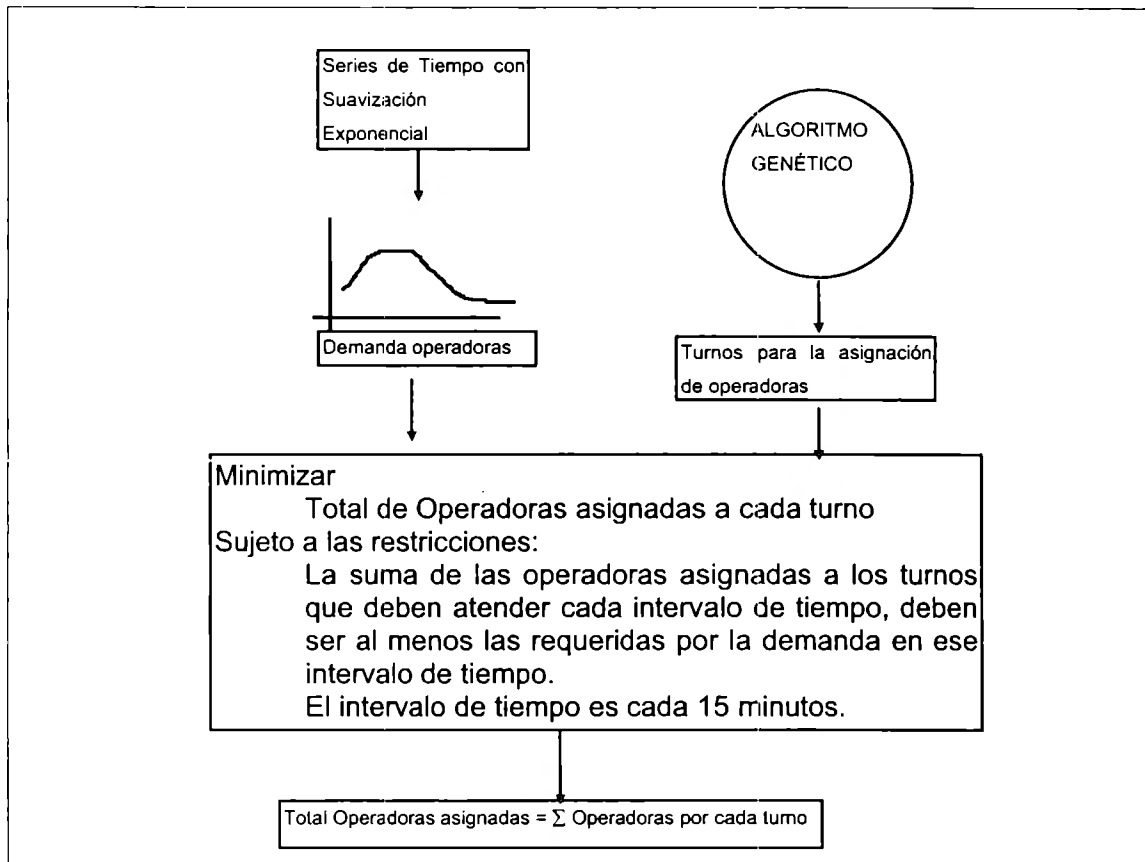 Series de Tiempo con
Suavización
Exponencial
ALGORITMO
GENÉTICO
Demanda operadoras
Turnos para la asignación
de operadoras
Minimizar
Total de Operadoras asignadas a cada turno
Sujeto a las restricciones:
La suma de las operadoras asignadas a los turnos
que deben atender cada intervalo de tiempo, deben
ser al menos las requeridas por la demanda en ese
intervalo de tiempo.
El intervalo de tiempo es cada 15 minutos.
Total Operadoras asignadas = Σ Operadoras por cada turno